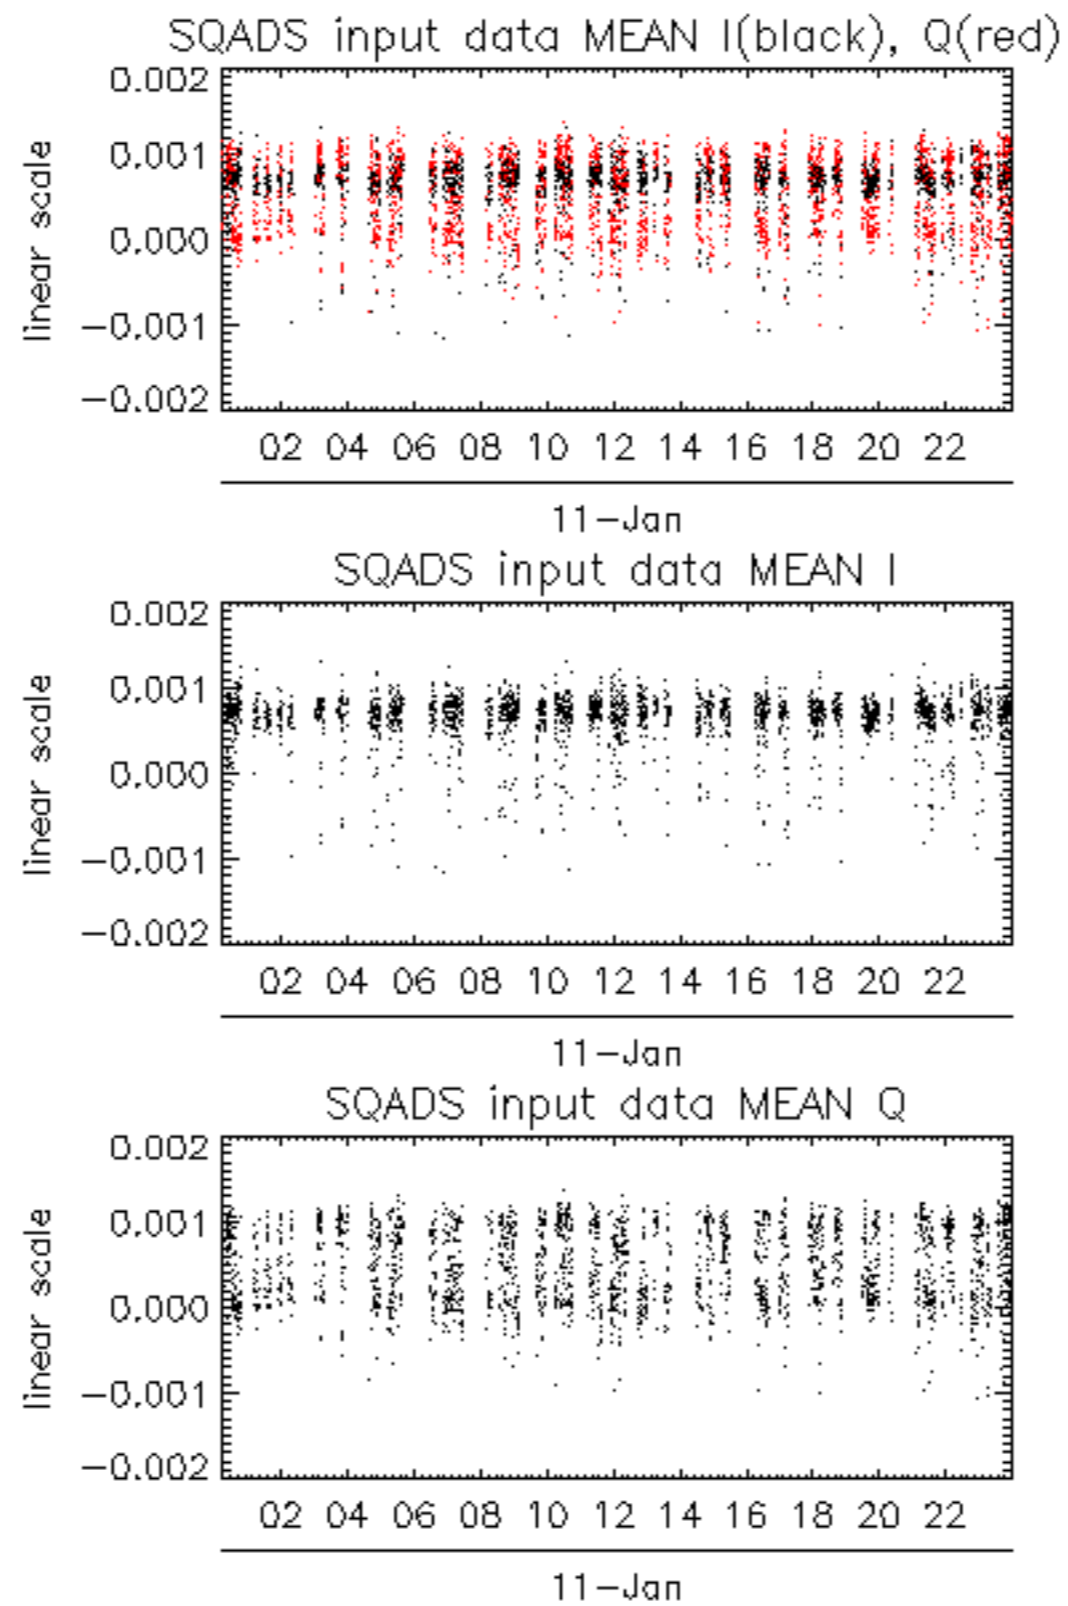 SQADS input data MEAN I(black), Q(red)
0.002
0.001
0.000
−0.001
−0.002
linear scale
02 04 06 08 10 12 14 16 18 20 22
11−Jan
SQADS input data MEAN I
0.002
0.001
0.000
−0.001
−0.002
linear scale
02 04 06 08 10 12 14 16 18 20 22
11−Jan
SQADS input data MEAN Q
0.002
0.001
0.000
−0.001
−0.002
linear scale
02 04 06 08 10 12 14 16 18 20 22
11−Jan